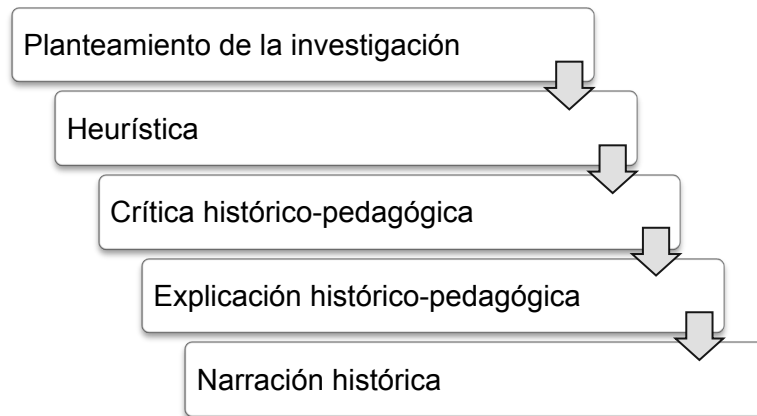 Planteamiento de la investigación
Heurística
Crítica histórico-pedagógica
Explicación histórico-pedagógica
Narración histórica